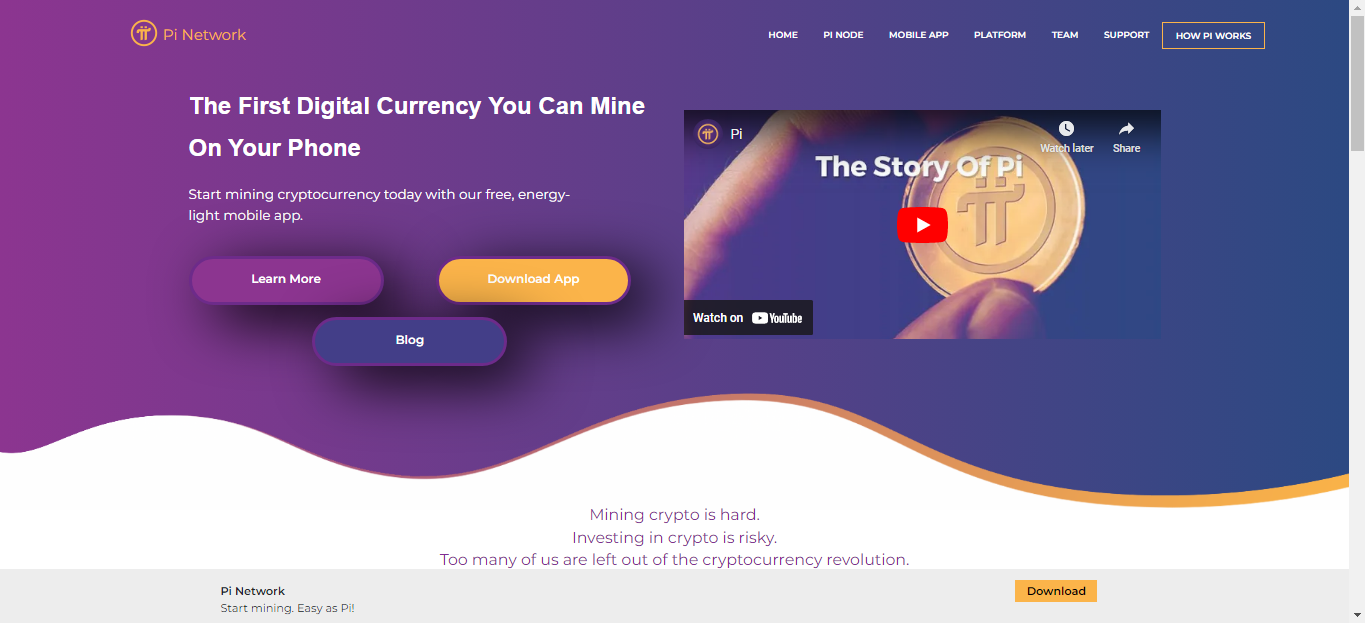 Pi Network
HOME
PI NODE
MOBILE APP
PLATFORM
TEAM
SUPPORT
HOW PI WORKS
The First Digital Currency You Can Mine
On Your Phone
Start mining cryptocurrency today with our free, energy-
light mobile app.
Learn More
Download App
Blog
Pi
Watch later
Share
The Story Of Pi
Watch on YouTube
Mining crypto is hard.
Investing in crypto is risky.
Too many of us are left out of the cryptocurrency revolution.
Pi Network
Start mining. Easy as Pi!
Download